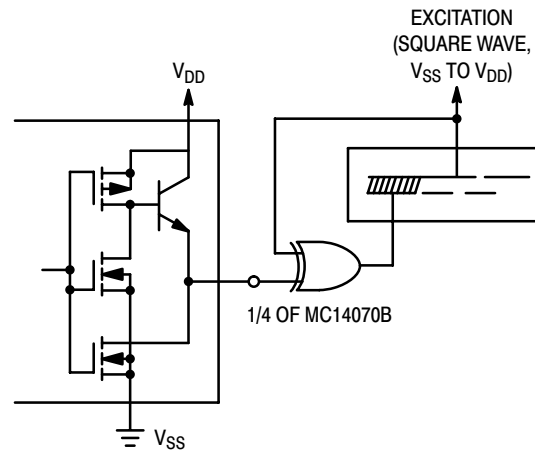 EXCITATION
(SQUARE WAVE,
VSS TO VDD)
VDD
1/4 OF MC14070B
VSS